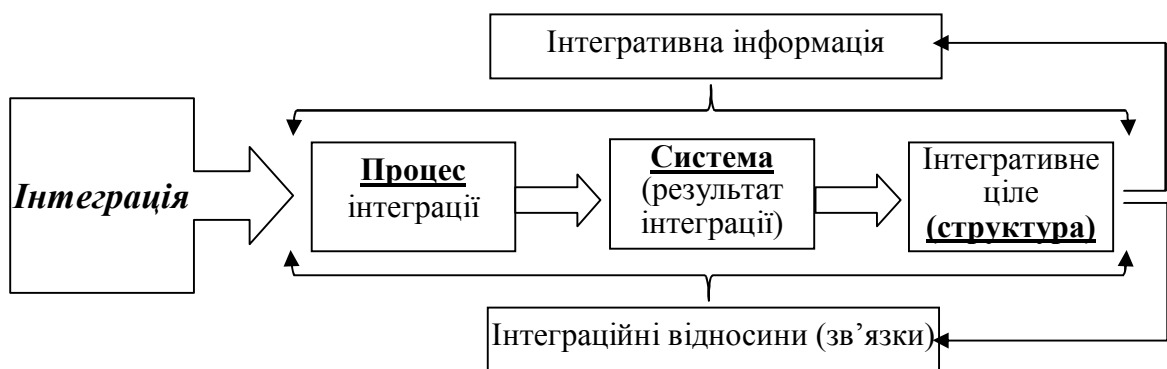 Інтегративна інформація
Інтеграція
Процес
інтеграції
Система
(результат
інтеграції)
Інтегративне
ціле
(структура)
Інтеграційні відносини (зв’язки)